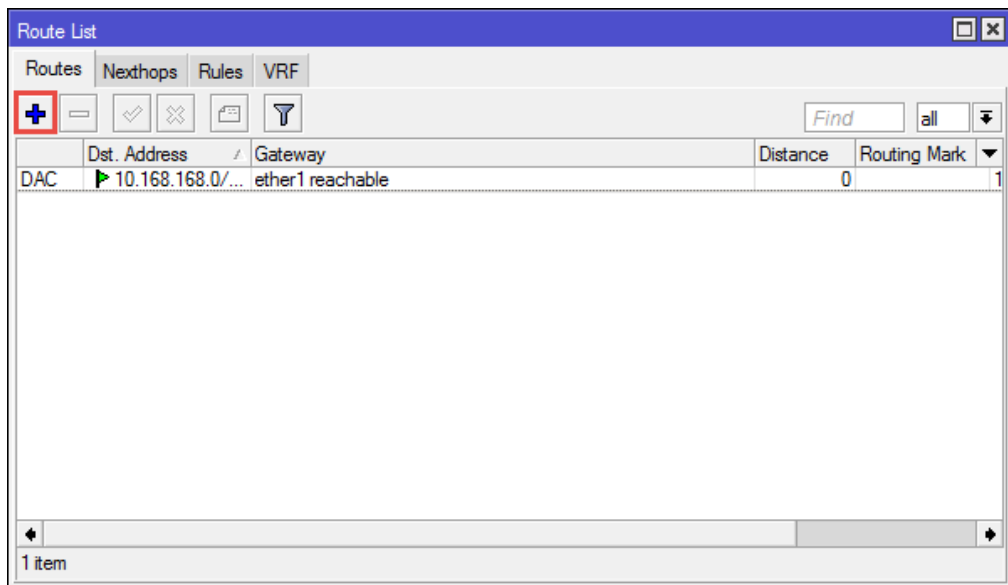 Route List
Routes Nexthops Rules VRF
Find all
Dst. Address Gateway Distance Routing Mark
DAC 10.168.168.0/... ether1 reachable 0 1
1 item